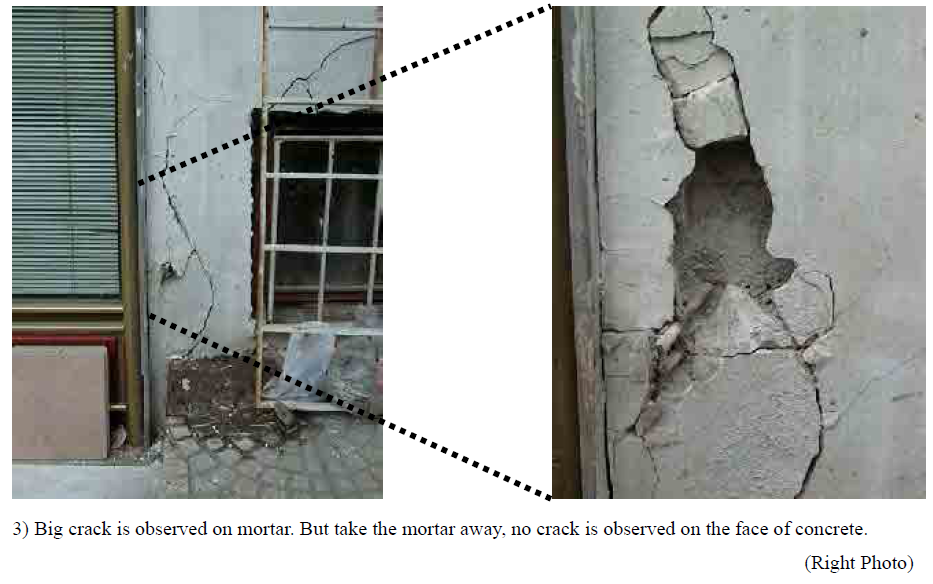 3) Big crack is observed on mortar. But take the mortar away, no crack is observed on the face of concrete.
(Right Photo)